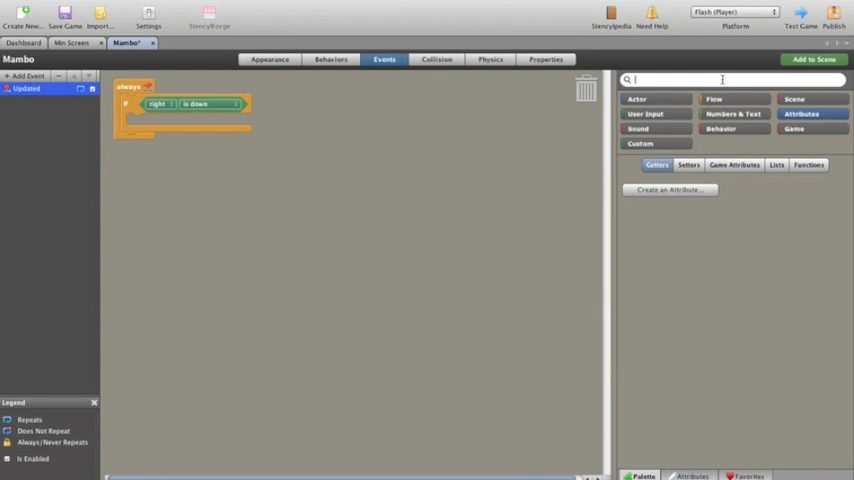 Create New...
Save Game
Import...
Settings
StencylForge
Stencylpedia
Need Help
Flash (Player)
Platform
Test Game
Publish
Dashboard
Min Screen
Mambo*
Mambo
Appearance
Behaviors
Events
Collision
Physics
Properties
Add to Scene
+ Add Event
Updated
always
if
right
is down
Actor
Flow
Scene
User Input
Numbers & Text
Attributes
Sound
Behavior
Game
Custom
Getters
Setters
Game Attributes
Lists
Functions
Create an Attribute...
Legend
Repeats
Does Not Repeat
Always/Never Repeats
Is Enabled
Palette
Attributes
Favorites